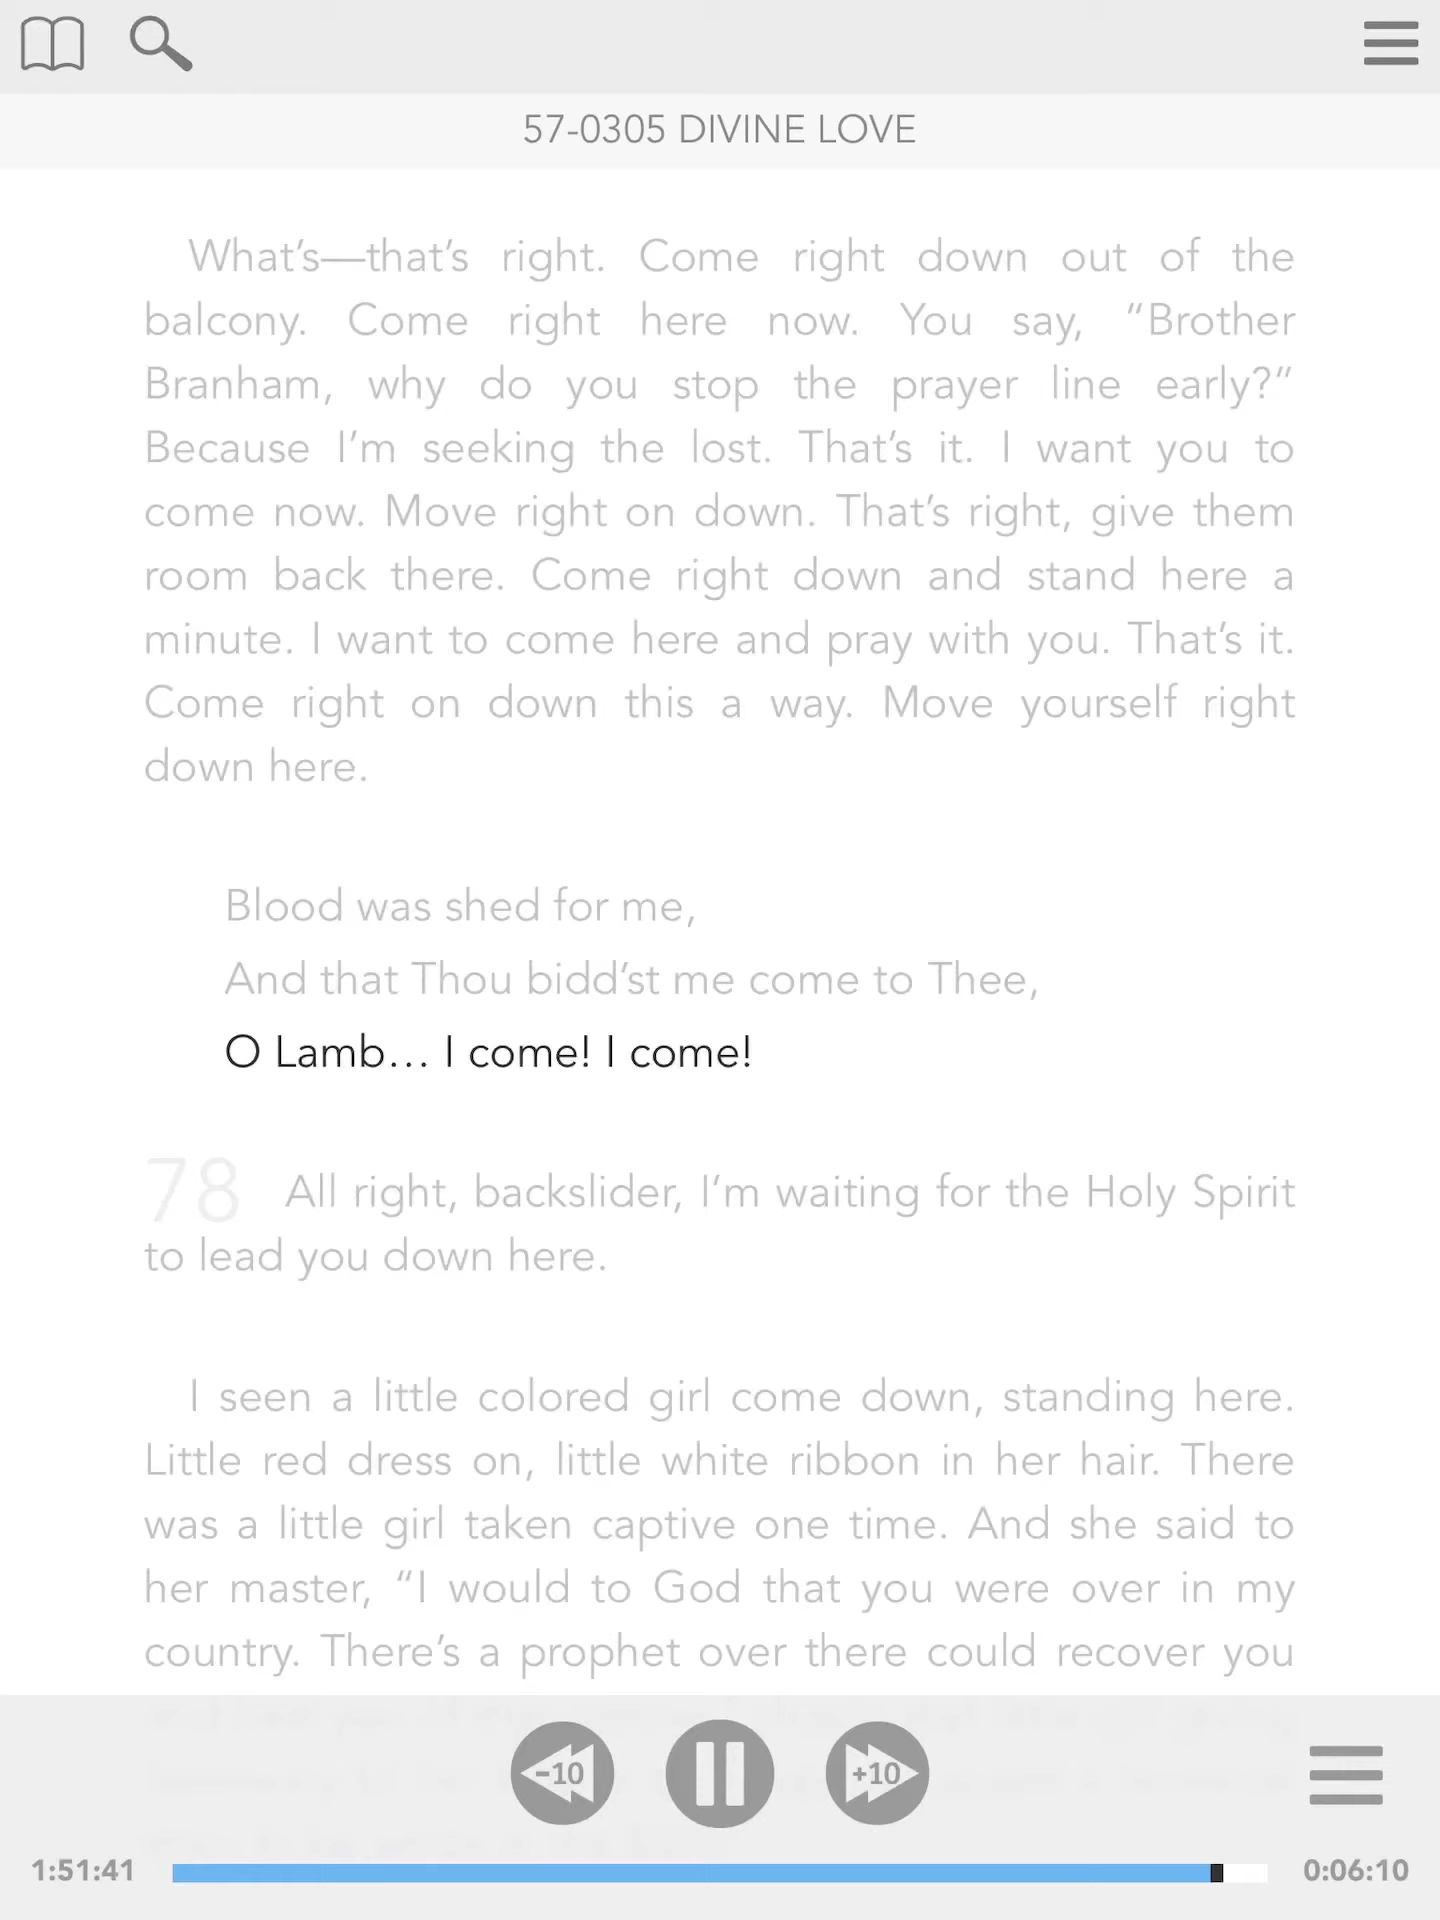 57-0305 DIVINE LOVE
What’s—that’s right. Come right down out of the
balcony. Come right here now. You say, “Brother
Branham, why do you stop the prayer line early?”
Because I’m seeking the lost. That’s it. I want you to
come now. Move right on down. That’s right, give them
room back there. Come right down and stand here a
minute. I want to come here and pray with you. That’s it.
Come right on down this a way. Move yourself right
down here.
Blood was shed for me,
And that Thou bidd’st me come to Thee,
O Lamb… I come! I come!
78 All right, backslider, I’m waiting for the Holy Spirit
to lead you down here.
I seen a little colored girl come down, standing here.
Little red dress on, little white ribbon in her hair. There
was a little girl taken captive one time. And she said to
her master, “I would to God that you were over in my
country. There’s a prophet over there could recover you
-10 +10
1:51:41 0:06:10